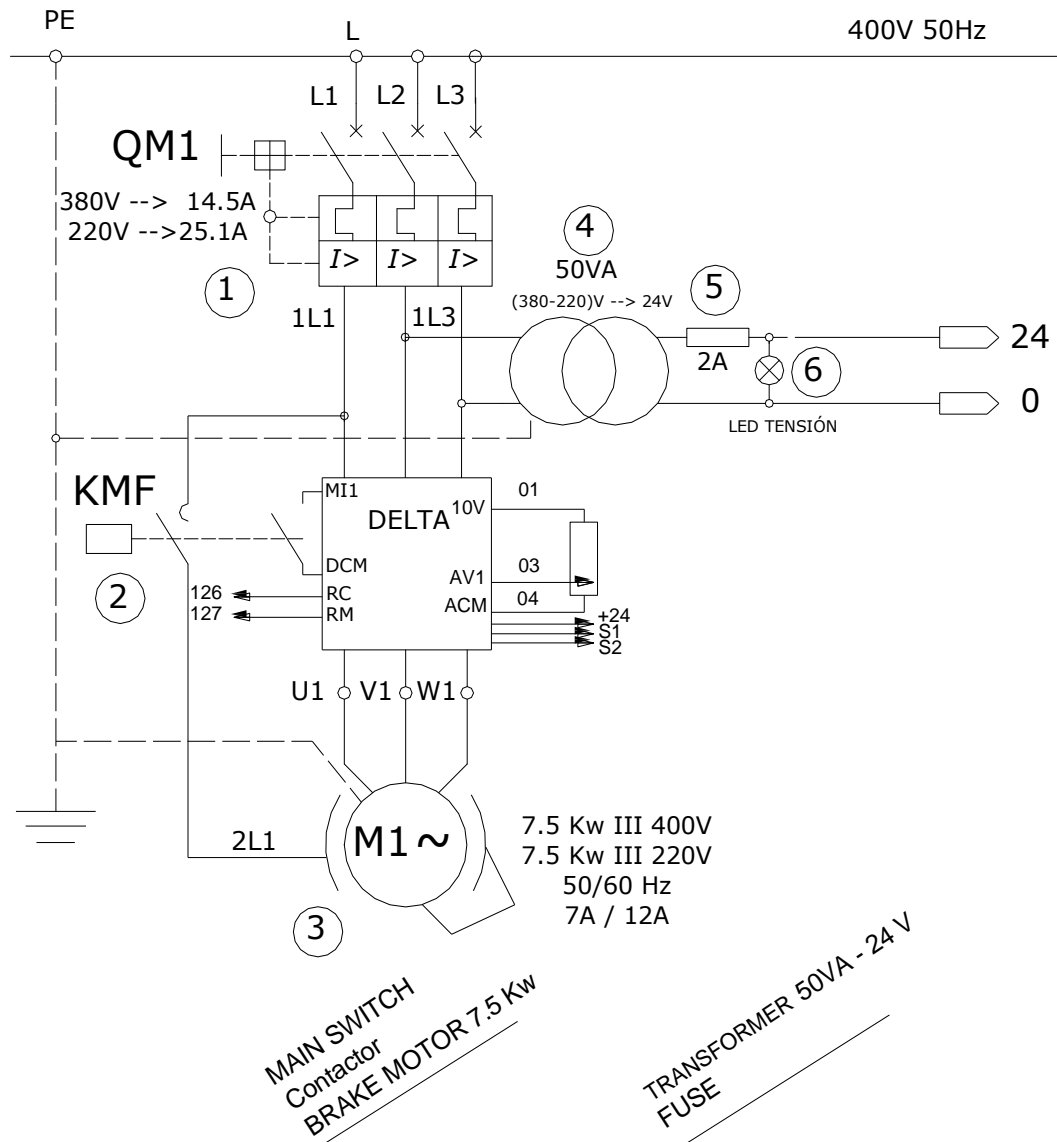 PE
L
400V 50Hz
L1
L2
L3
QM1
380V --> 14.5A
220V -->25.1A
I>
I>
I>
1
4
50VA
(380-220)V --> 24V
5
2A
6
24
0
LED TENSIÓN
1L1
1L3
KMF
2
MI1
10V
DELTA
DCM
RC
RM
AV1
ACM
01
03
04
126
127
+24
S1
S2
U1
V1
W1
M1~
2L1
3
7.5 Kw III 400V
7.5 Kw III 220V
50/60 Hz
7A / 12A
MAIN SWITCH
Contactor
BRAKE MOTOR 7.5 Kw
TRANSFORMER 50VA - 24 V
FUSE